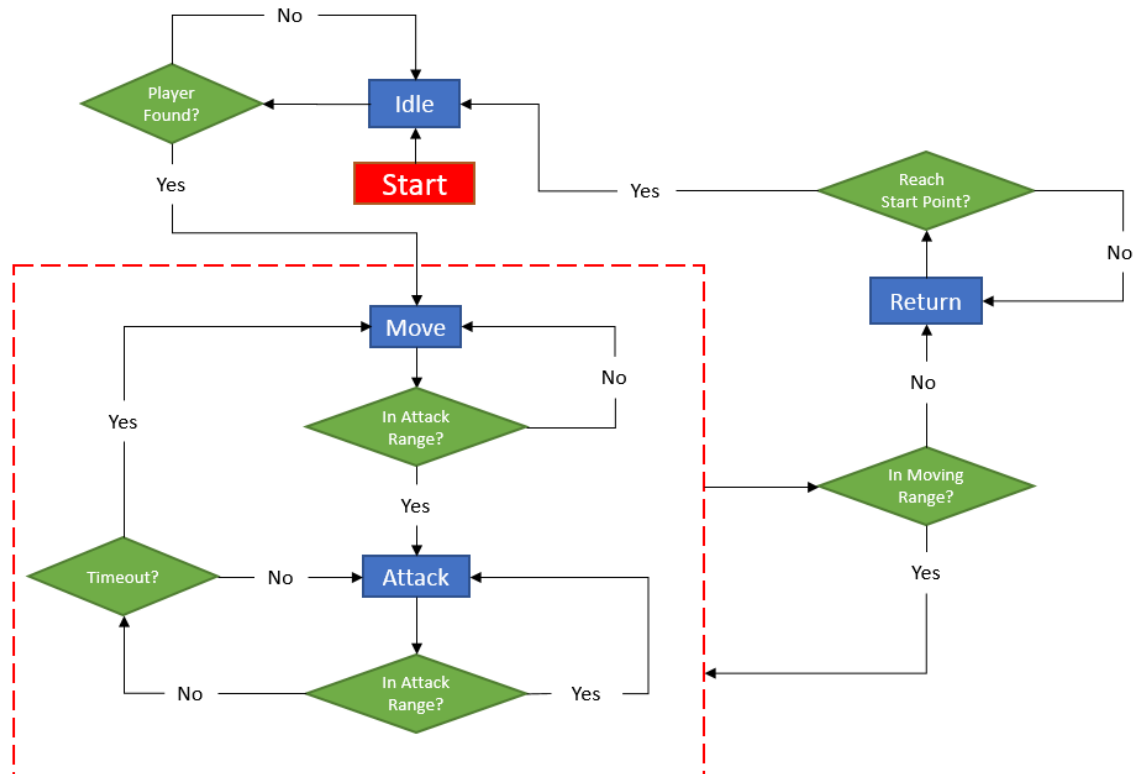 No
Player
Found?
Idle
Yes
Start
Yes
Reach
Start Point?
No
Return
Move
No
No
Yes
In Attack
Range?
In Moving
Range?
Yes
Timeout?
No
Attack
Yes
No
In Attack
Range?
Yes